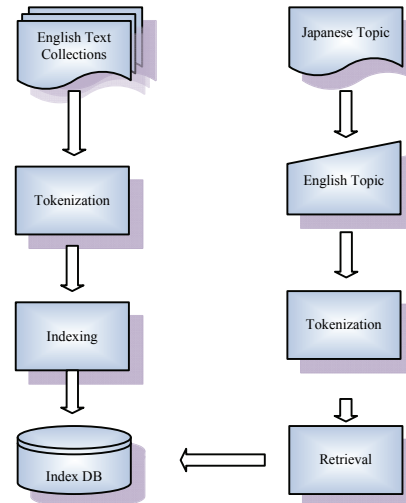 English Text
Collections
Tokenization
Indexing
Index DB
Japanese Topic
English Topic
Tokenization
Retrieval